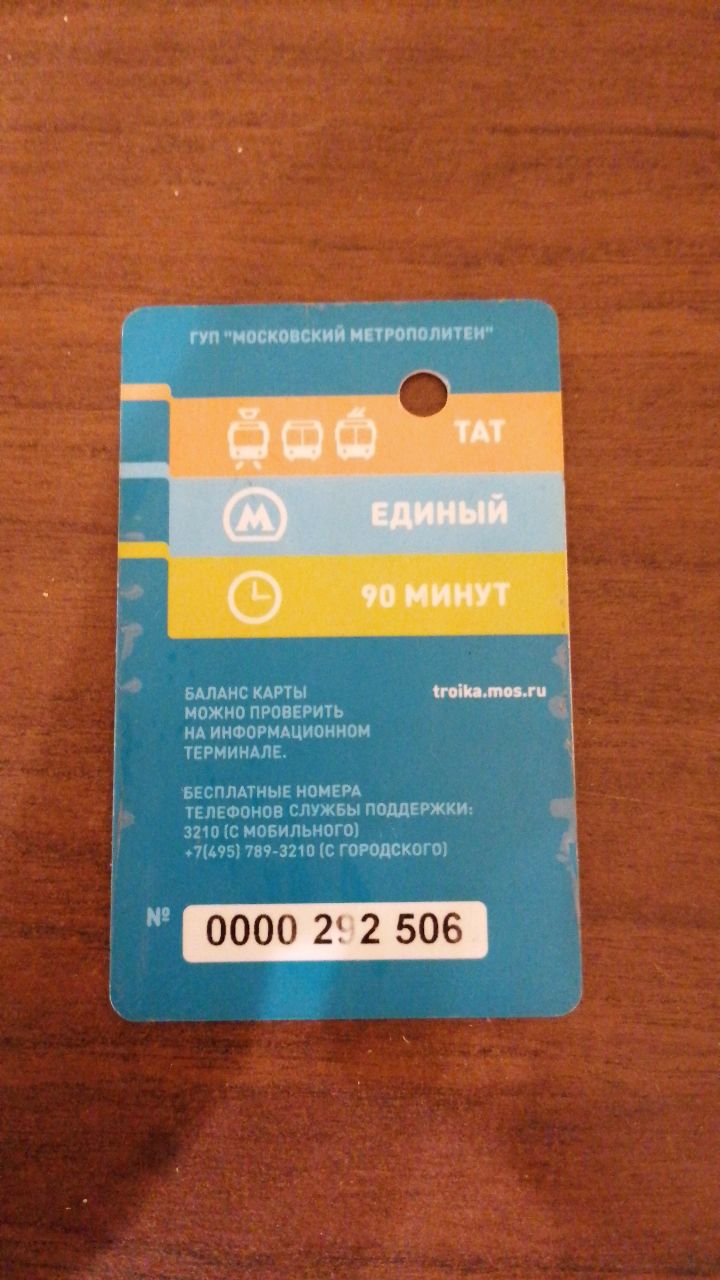 ГУП "МОСКОВСКИЙ МЕТРОПОЛИТЕН"
ТАТ
М ЕДИНЫЙ
90 МИНУТ
БАЛАНС КАРТЫ
МОЖНО ПРОВЕРИТЬ
НА ИНФОРМАЦИОННОМ
ТЕРМИНАЛЕ.
troika.mos.ru
БЕСПЛАТНЫЕ НОМЕРА
ТЕЛЕФОНОВ СЛУЖБЫ ПОДДЕРЖКИ:
3210 (С МОБИЛЬНОГО)
+7(495) 789-3210 (С ГОРОДСКОГО)
№ 0000 292 506